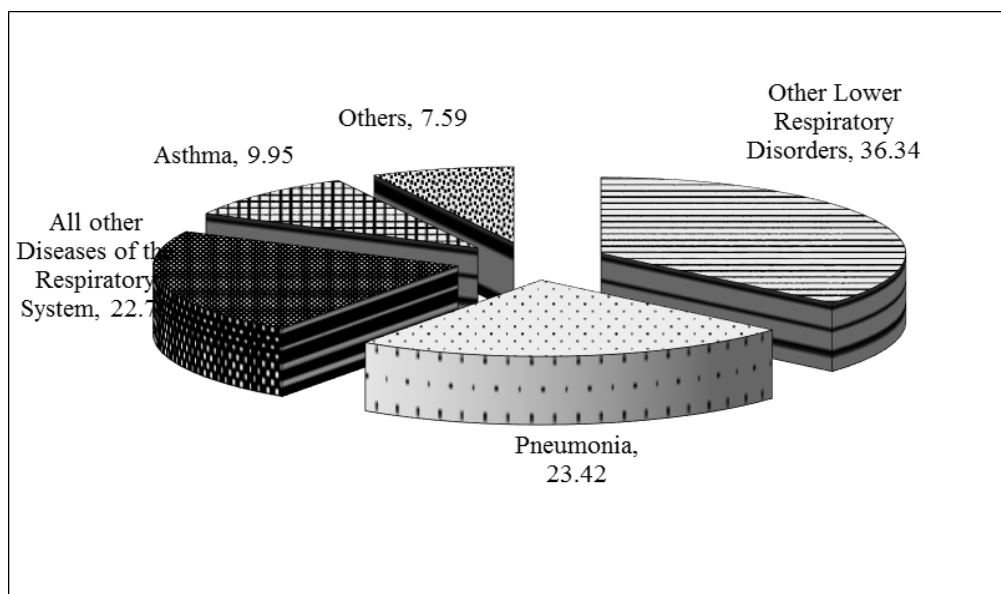 Other Lower
Respiratory
Disorders, 36.34
Others, 7.59
Asthma, 9.95
All other
Diseases of the
Respiratory
System, 22.7
Pneumonia,
23.42